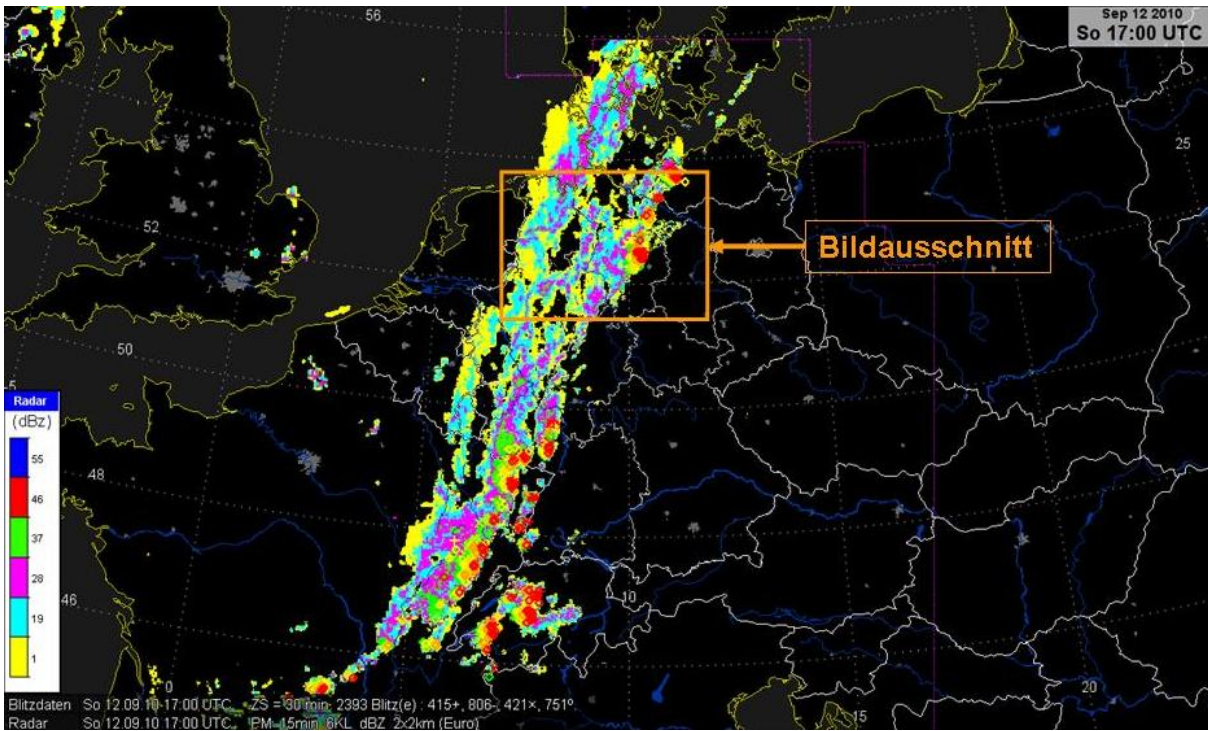 Sep 12 2010
So 17:00 UTC
56
25
52
Bildausschnitt
50
Radar
(dBz)
55
46
37
28
19
1
48
46
10
0
20
15
Blitzdaten So 12.09.10 17:00 UTC ZS = 30 min 2393 Blitz(e) : 415+, 806-, 421×, 751º
Radar So 12.09.10 17:00 UTC PM 15min 6KL dBZ 2x2km (Euro)